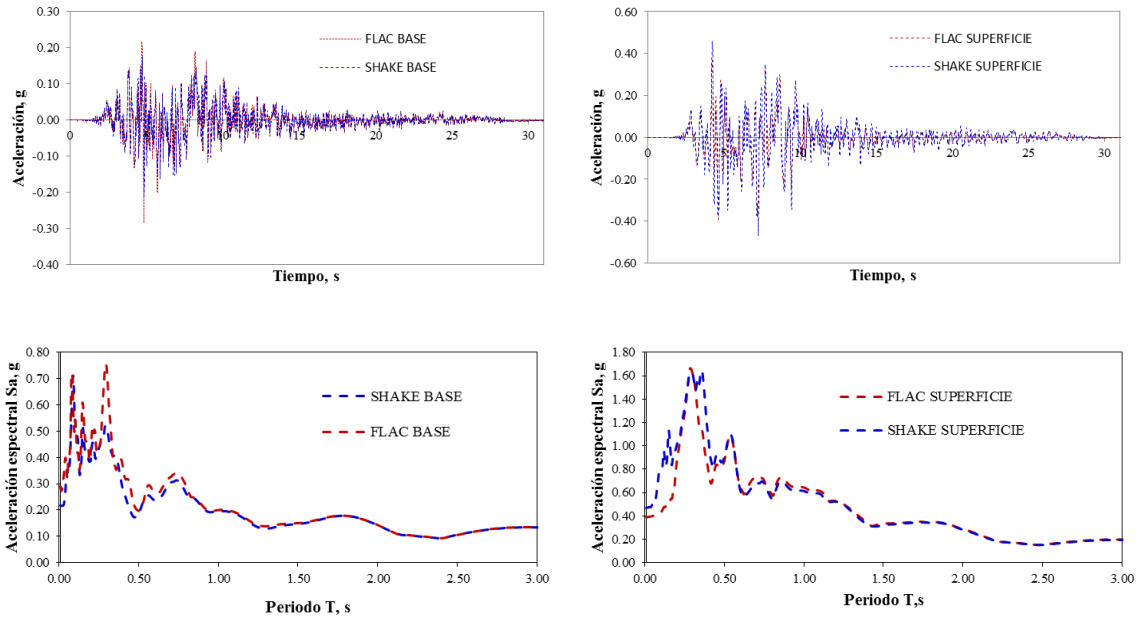 Aceleración, g
0.30
0.20
0.10
0.00
-0.10
-0.20
-0.30
-0.40
0 5 10 15 20 25 30
FLAC BASE
SHAKE BASE
Tiempo, s
Aceleración, g
0.60
0.40
0.20
0.00
-0.20
-0.40
-0.60
0 5 10 15 20 25 30
FLAC SUPERFICIE
SHAKE SUPERFICIE
Tiempo, s
Aceleración espectral Sa, g
0.80
0.70
0.60
0.50
0.40
0.30
0.20
0.10
0.00
0.00 0.50 1.00 1.50 2.00 2.50 3.00
SHAKE BASE
FLAC BASE
Periodo T, s
Aceleración espectral Sa, g
1.80
1.60
1.40
1.20
1.00
0.80
0.60
0.40
0.20
0.00
0.00 0.50 1.00 1.50 2.00 2.50 3.00
FLAC SUPERFICIE
SHAKE SUPERFICIE
Periodo T,s